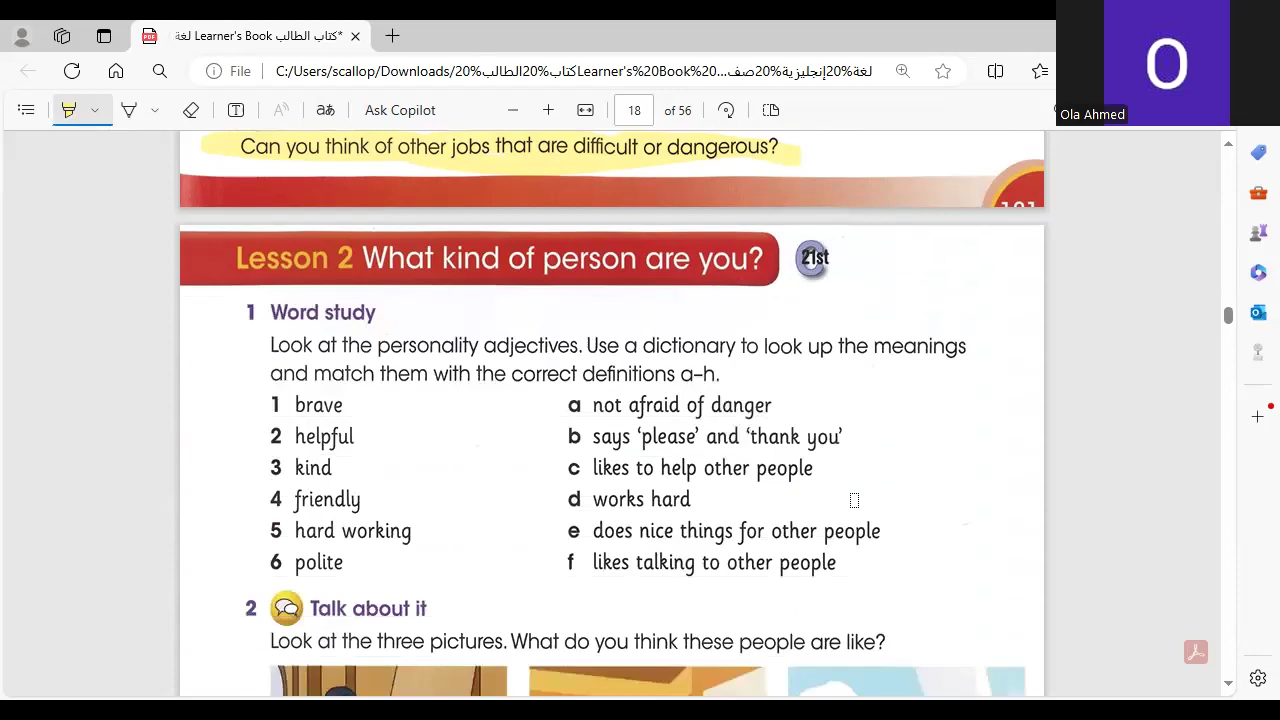 لغة Learner's Book كتاب الطالب*
File
C:/Users/scallop/Downloads/20%كتاب%20الطالبLearner's%20Book%20...لغة%20إنجليزية%20صف
Ask Copilot
18 of 56
O
Ola Ahmed
Can you think of other jobs that are difficult or dangerous?
Lesson 2 What kind of person are you?
21st
1 Word study
Look at the personality adjectives. Use a dictionary to look up the meanings
and match them with the correct definitions a–h.
1 brave a not afraid of danger
2 helpful b says ‘please’ and ‘thank you’
3 kind c likes to help other people
4 friendly d works hard
5 hard working e does nice things for other people
6 polite f likes talking to other people
2 Talk about it
Look at the three pictures. What do you think these people are like?